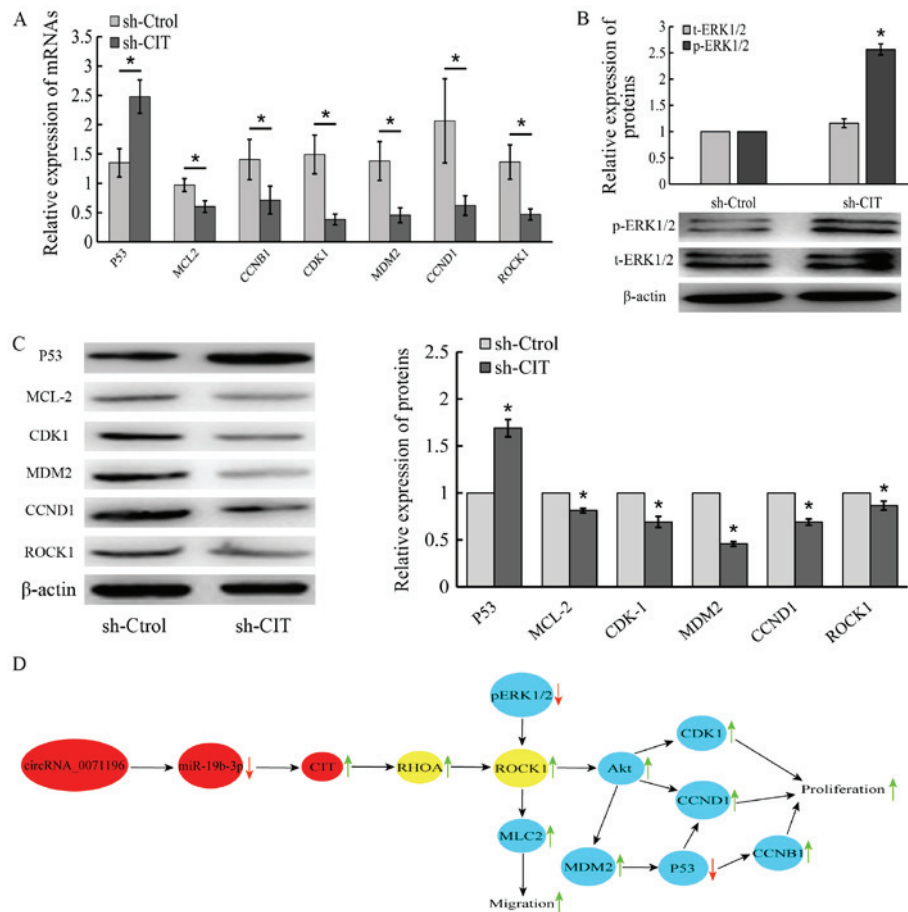 A
sh-Ctrol
sh-CIT
Relative expression of mRNAs
3
2.5
2
1.5
1
0.5
0
* * * * * * *
P53
MCL2
CCNB1
CDK1
MDM2
CCND1
ROCK1
B
t-ERK1/2
p-ERK1/2
Relative expression of
proteins
3
2.5
2
1.5
1
0.5
0
*
sh-Ctrol
sh-CIT
p-ERK1/2
t-ERK1/2
β-actin
C
P53
MCL-2
CDK1
MDM2
CCND1
ROCK1
β-actin
sh-Ctrol
sh-CIT
sh-Ctrol
sh-CIT
Relative expression of proteins
2.5
2
1.5
1
0.5
0
* * * * * *
P53
MCL-2
CDK-1
MDM2
CCND1
ROCK1
D
pERK1/2
CDK1
circRNA_0071196
miR-19b-3p
CIT
RHOA
ROCK1
Akt
Proliferation
CCND1
MLC2
MDM2
P53
CCNB1
Migration